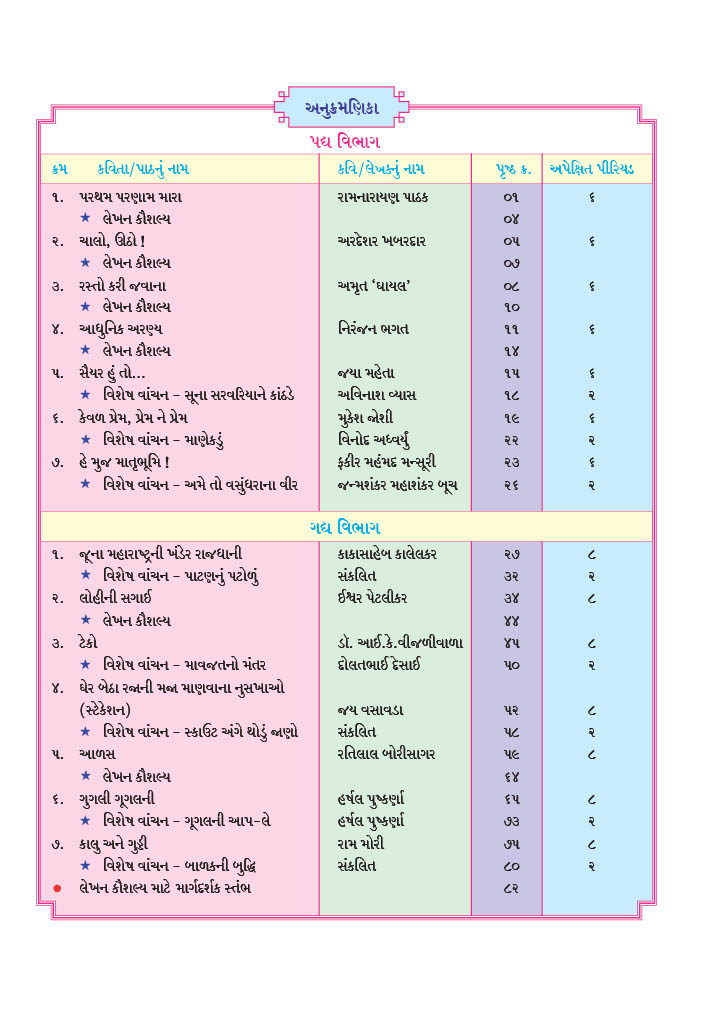 અનુક્રમણિકા
પદ્ય વિભાગ
ક્રમ કવિતા/પાઠનું નામ કવિ/લેખક્નું નામ પૃષ્ઠ ક્ર. અપેક્ષિત પીરિયડ
૧. પરથમ પરણામ મારા રામનારાયણ પાઠક ૦૧ ૬
★ લેખન કૌશલ્ય ૦૪
૨. ચાલો, ઊઠો ! અરદેશર ખબરદાર ૦૫ ૬
★ લેખન કૌશલ્ય ૦૭
૩. રસ્તો કરી જવાના અમૃત ‘ઘાયલ’ ૦૮ ૬
★ લેખન કૌશલ્ય ૧૦
૪. આધુનિક અરણ્ય નિરંજન ભગત ૧૧ ૬
★ લેખન કૌશલ્ય ૧૪
૫. સૈયર હું તો... જયા મહેતા ૧૫ ૬
★ વિશેષ વાંચન – સૂના સરવરિયાને કાંઠડે અવિનાશ વ્યાસ ૧૮ ૨
૬. કેવળ પ્રેમ, પ્રેમ ને પ્રેમ મુકેશ જોશી ૧૯ ૬
★ વિશેષ વાંચન – માણેકડું વિનોદ અધ્વર્યું ૨૨ ૨
૭. હે મુજ માતૃભૂમિ ! ફકીર મહંમદ મન્સૂરી ૨૩ ૬
★ વિશેષ વાંચન – અમે તો વસુંધરાના વીર જન્મશંકર મહાશંકર બૂચ ૨૬ ૨
ગદ્ય વિભાગ
૧. જૂના મહારાષ્ટ્રની ખંડેર રાજધાની કાકાસાહેબ કાલેલકર ૨૭ ૮
★ વિશેષ વાંચન – પાટણનું પટોળું સંકલિત ૩૨ ૨
૨. લોહીની સગાઈ ઈશ્વર પેટલીકર ૩૪ ૮
★ લેખન કૌશલ્ય ૪૪
૩. ટેકો ડૉ. આઈ.કે.વીજળીવાળા ૪૫ ૮
★ વિશેષ વાંચન – માવજતનો મંતર દોલતભાઈ દેસાઈ ૫૦ ૨
૪. ઘેર બેઠા રજાની મજા માણવાના નુસખાઓ
(સ્ટેકેશન) જય વસાવડા ૫૨ ૮
★ વિશેષ વાંચન – સ્કાઉટ અંગે થોડું જાણો સંકલિત ૫૮ ૨
૫. આળસ રતિલાલ બોરીસાગર ૫૯ ૮
★ લેખન કૌશલ્ય ૬૪
૬. ગુગલી ગૂગલની હર્ષલ પુષ્કર્ણા ૬૫ ૮
★ વિશેષ વાંચન – ગૂગલની આપ-લે હર્ષલ પુષ્કર્ણા ૭૩ ૨
૭. કાલુ અને ગુડ્ડી રામ મોરી ૭૫ ૮
★ વિશેષ વાંચન – બાળકની બુદ્ધિ સંકલિત ૮૦ ૨
● લેખન કૌશલ્ય માટે માર્ગદર્શક સ્તંભ ૮૨